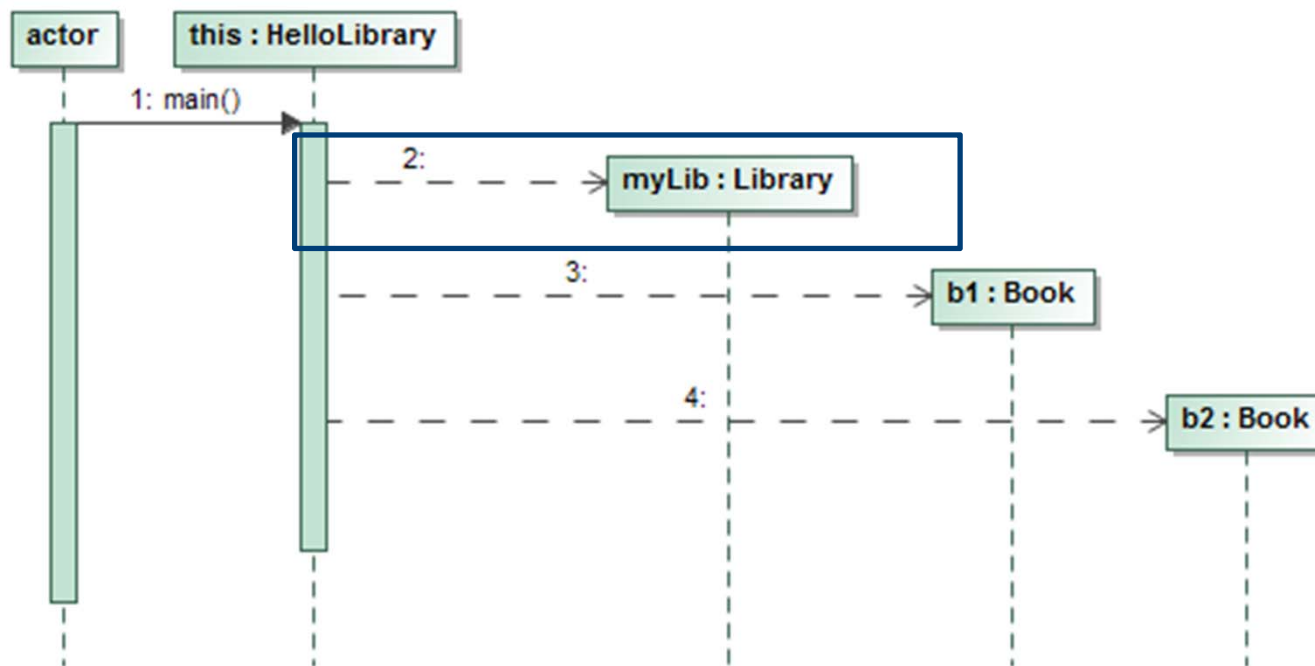 actor
this : HelloLibrary
1: main()
2:
myLib : Library
3:
b1 : Book
4:
b2 : Book